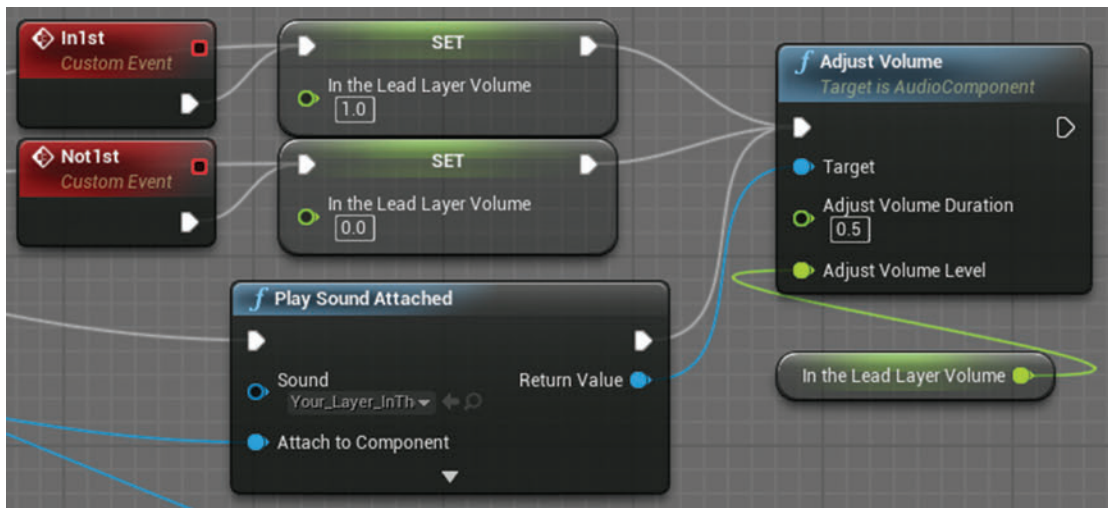 In1st
Custom Event
SET
In the Lead Layer Volume
1.0
Not1st
Custom Event
SET
In the Lead Layer Volume
0.0
f Adjust Volume
Target is AudioComponent
Target
Adjust Volume Duration
0.5
Adjust Volume Level
f Play Sound Attached
Sound
Your_Layer_InTh
Return Value
Attach to Component
In the Lead Layer Volume